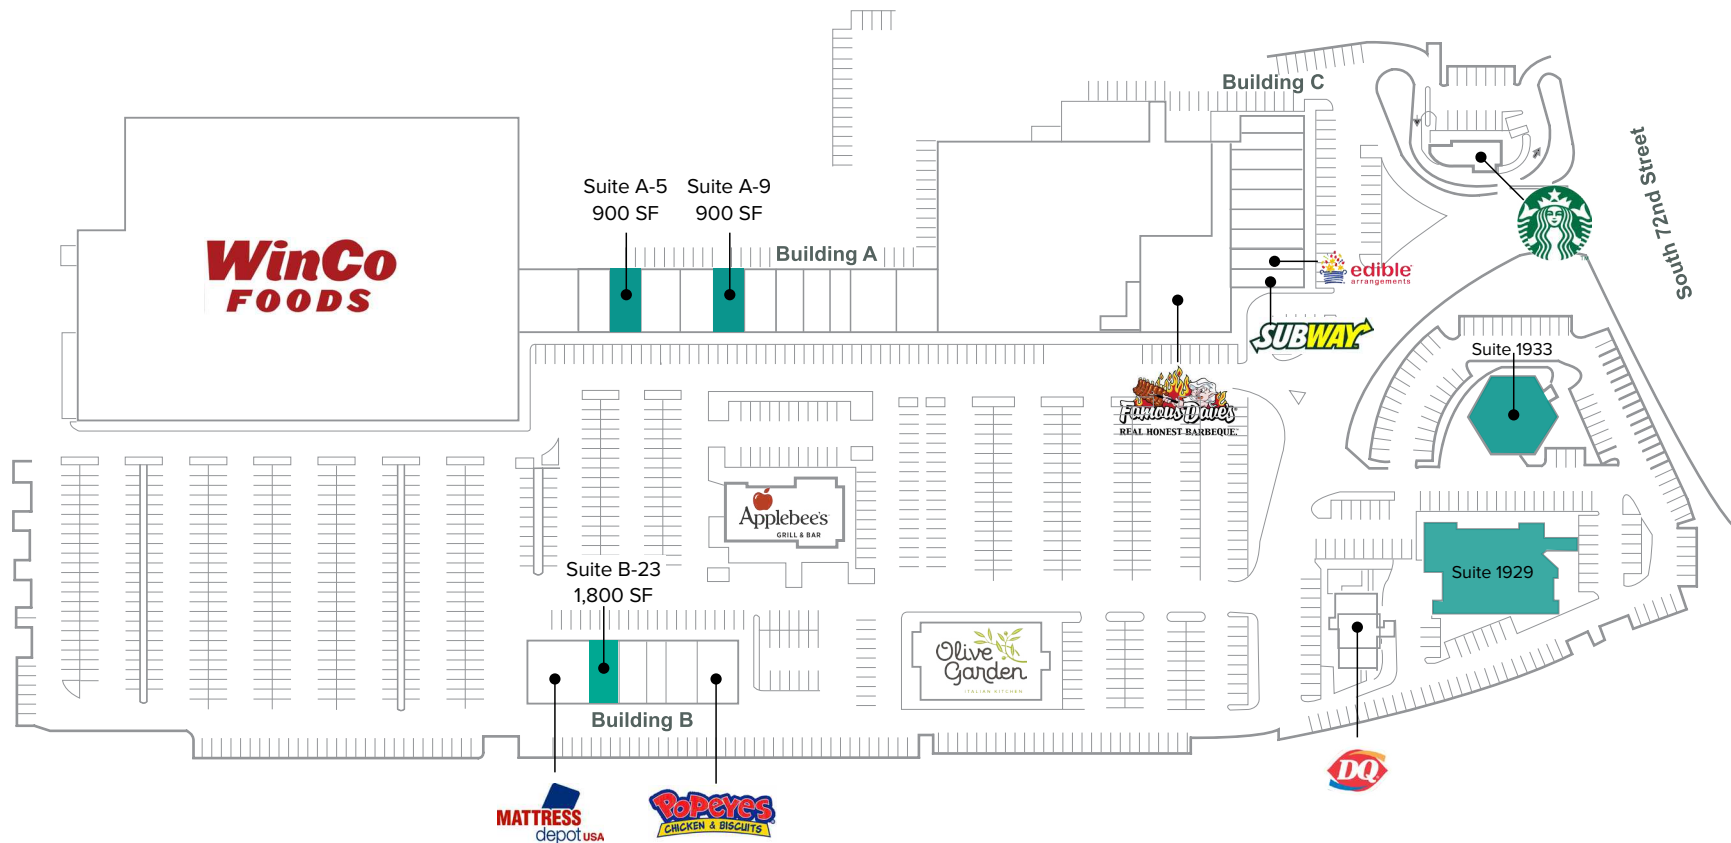 Building C
South 72nd Street
Suite A-5
900 SF
Suite A-9
900 SF
Building A
WinCo
FOODS
edible
arrangements
SUBWAY
Suite 1933
Famous Dave's
REAL HONEST BARBEQUE.
Applebee's
GRILL & BAR
Suite B-23
1,800 SF
Suite 1929
Olive
Garden
ITALIAN KITCHEN
Building B
DQ
MATTRESS
depot USA
POPEYES
CHICKEN & BISCUITS